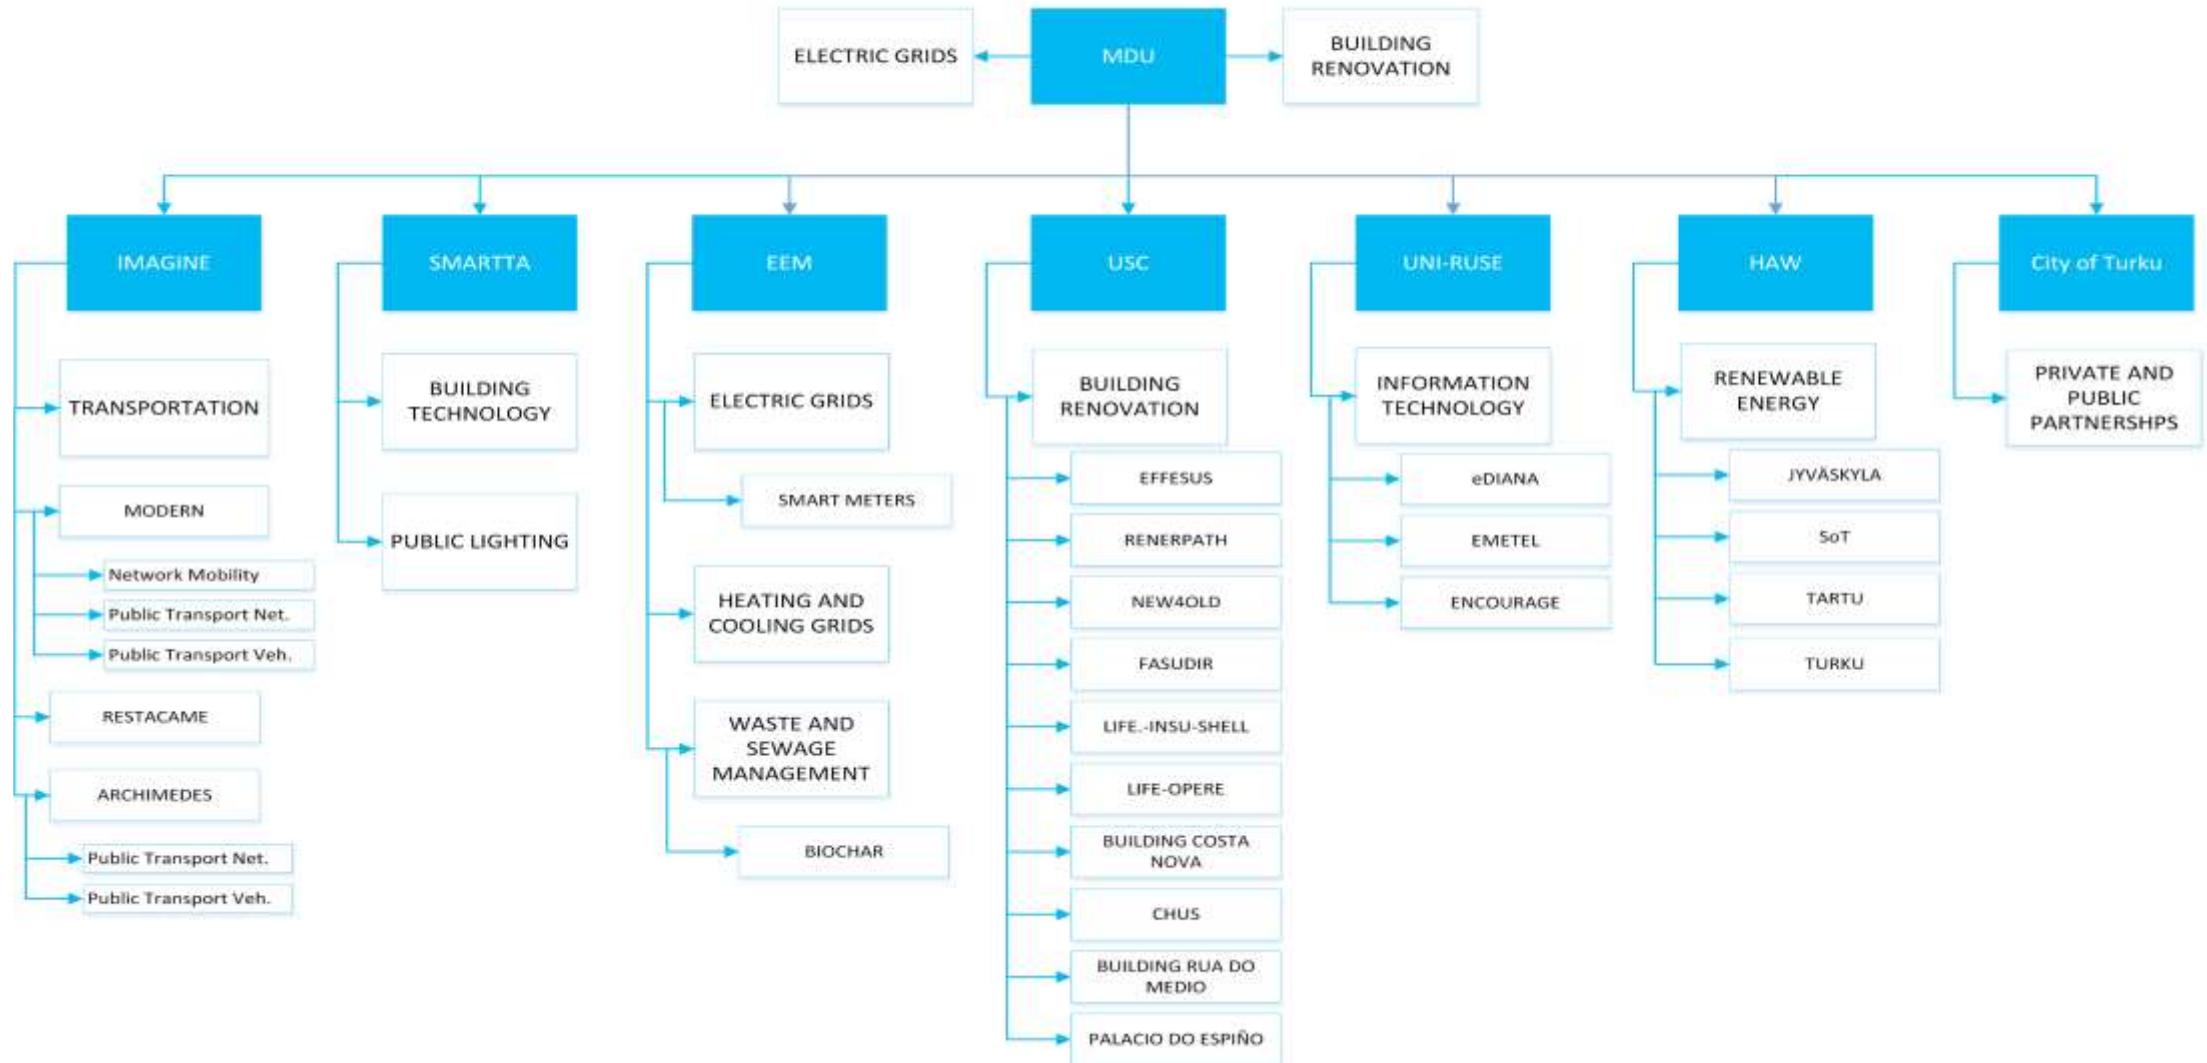 ELECTRIC GRIDS
MDU
BUILDING
RENOVATION
IMAGINE
SMARTTA
EEM
USC
UNI-RUSE
HAW
City of Turku
TRANSPORTATION
MODERN
Network Mobility
Public Transport Net.
Public Transport Veh.
RESTACAME
ARCHIMEDES
Public Transport Net.
Public Transport Veh.
BUILDING
TECHNOLOGY
PUBLIC LIGHTING
ELECTRIC GRIDS
SMART METERS
HEATING AND
COOLING GRIDS
WASTE AND
SEWAGE
MANAGEMENT
BIOCHAR
BUILDING
RENOVATION
EFFESUS
RENERPATH
NEW4OLD
FASUDIR
LIFE.-INSU-SHELL
LIFE-OPERE
BUILDING COSTA
NOVA
CHUS
BUILDING RUA DO
MEDIO
PALACIO DO ESPIÑO
INFORMATION
TECHNOLOGY
eDIANA
EMETEL
ENCOURAGE
RENEWABLE
ENERGY
JYVÄSKYLA
SoT
TARTU
TURKU
PRIVATE AND
PUBLIC
PARTNERSHPS